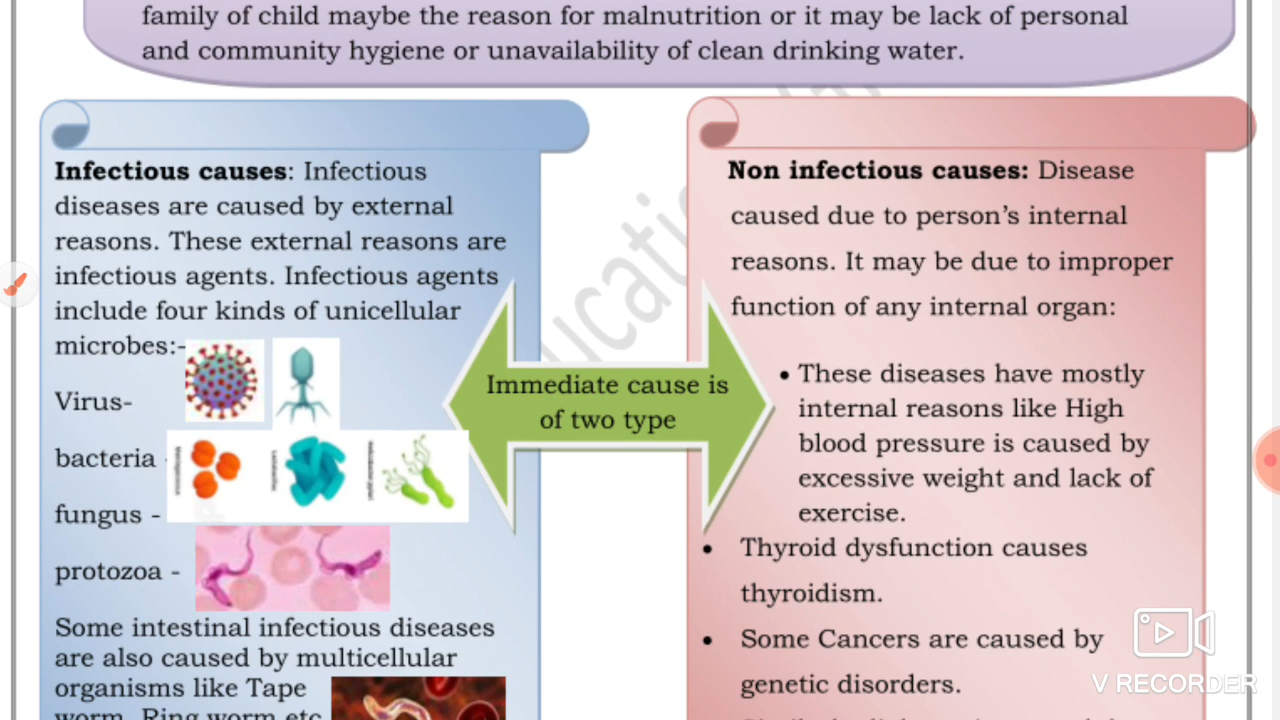 family of child maybe the reason for malnutrition or it may be lack of personal
and community hygiene or unavailability of clean drinking water.
Infectious causes: Infectious
diseases are caused by external
reasons. These external reasons are
infectious agents. Infectious agents
include four kinds of unicellular
microbes:-
Virus-
bacteria -
fungus -
protozoa -
Some intestinal infectious diseases
are also caused by multicellular
organisms like Tape
worm, Ring worm etc
Immediate cause is
of two type
Non infectious causes: Disease
caused due to person’s internal
reasons. It may be due to improper
function of any internal organ:
• These diseases have mostly
internal reasons like High
blood pressure is caused by
excessive weight and lack of
exercise.
• Thyroid dysfunction causes
thyroidism.
• Some Cancers are caused by
genetic disorders.
V RECORDER